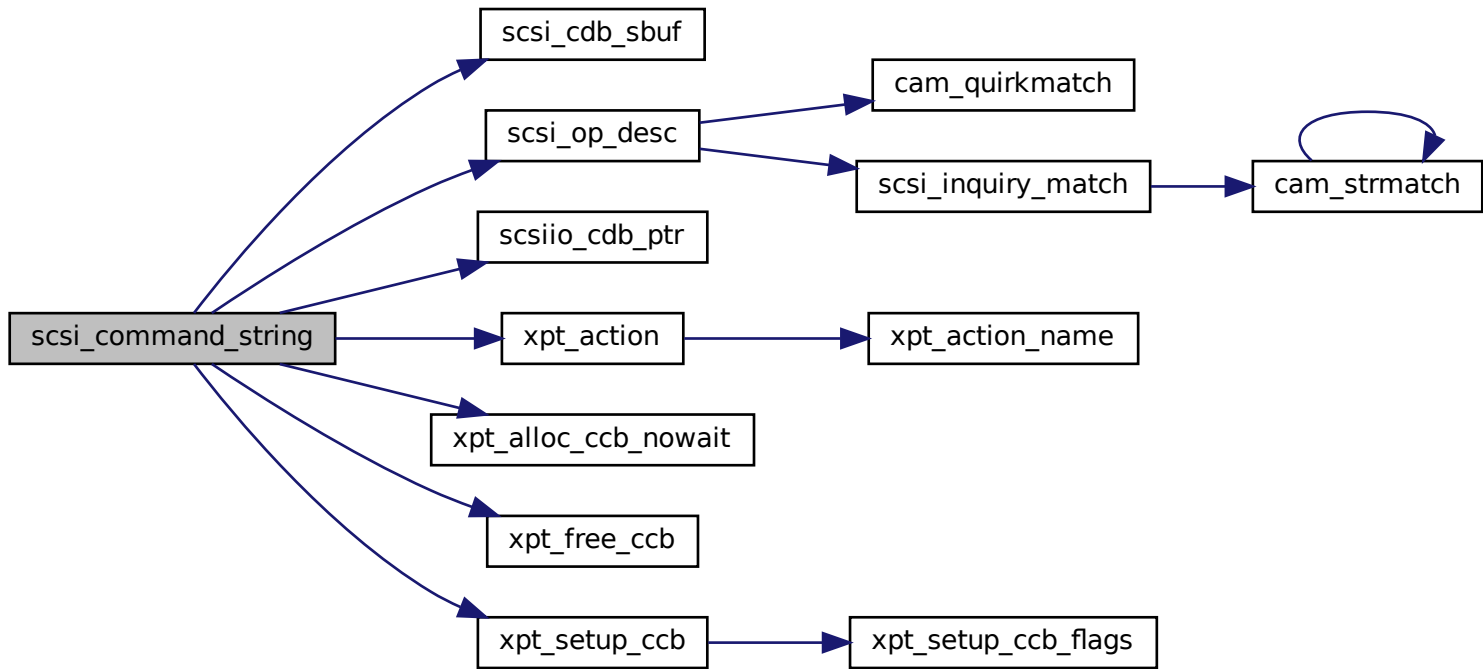 scsi_cdb_sbuf
cam_quirkmatch
scsi_op_desc
scsi_inquiry_match
cam_strmatch
scsiio_cdb_ptr
scsi_command_string
xpt_action
xpt_action_name
xpt_alloc_ccb_nowait
xpt_free_ccb
xpt_setup_ccb
xpt_setup_ccb_flags